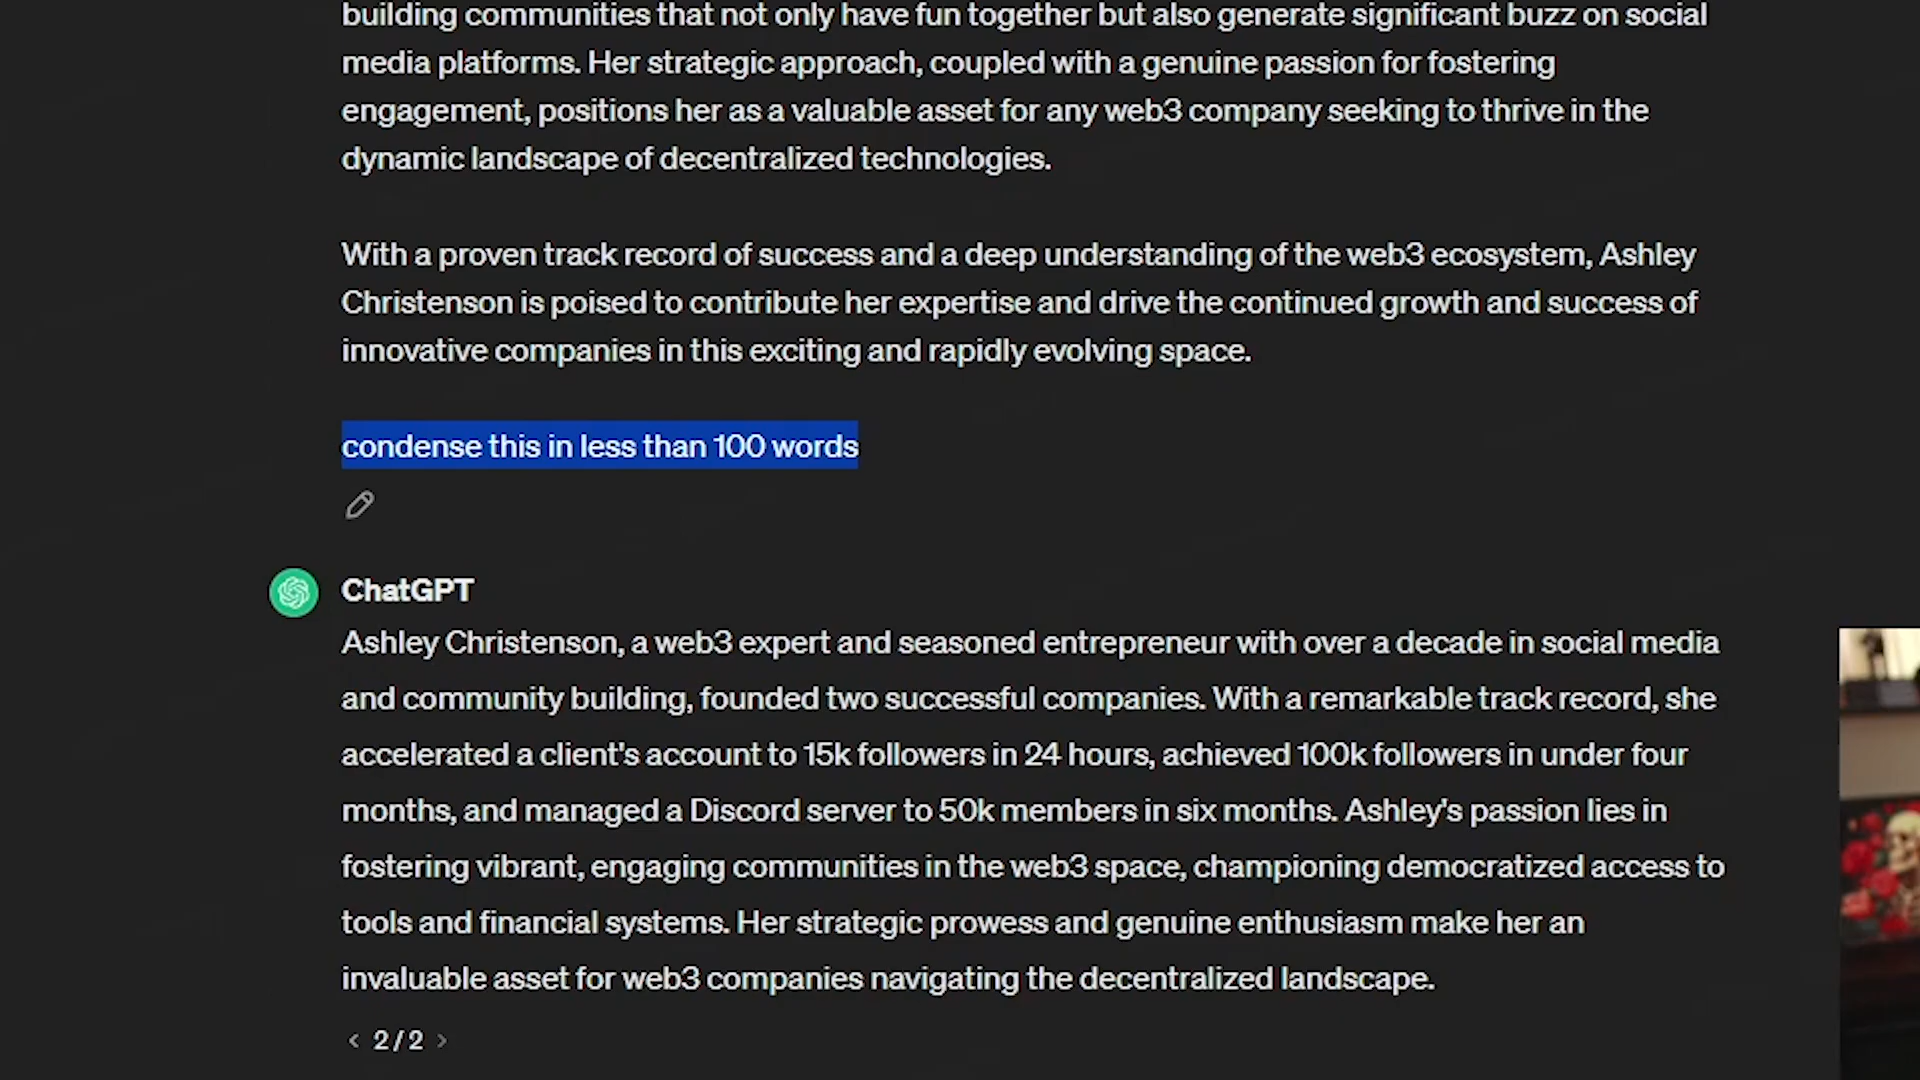 building communities that not only have fun together but also generate significant buzz on social
media platforms. Her strategic approach, coupled with a genuine passion for fostering
engagement, positions her as a valuable asset for any web3 company seeking to thrive in the
dynamic landscape of decentralized technologies.
With a proven track record of success and a deep understanding of the web3 ecosystem, Ashley
Christenson is poised to contribute her expertise and drive the continued growth and success of
innovative companies in this exciting and rapidly evolving space.
condense this in less than 100 words
ChatGPT
Ashley Christenson, a web3 expert and seasoned entrepreneur with over a decade in social media
and community building, founded two successful companies. With a remarkable track record, she
accelerated a client's account to 15k followers in 24 hours, achieved 100k followers in under four
months, and managed a Discord server to 50k members in six months. Ashley's passion lies in
fostering vibrant, engaging communities in the web3 space, championing democratized access to
tools and financial systems. Her strategic prowess and genuine enthusiasm make her an
invaluable asset for web3 companies navigating the decentralized landscape.
< 2 / 2 >